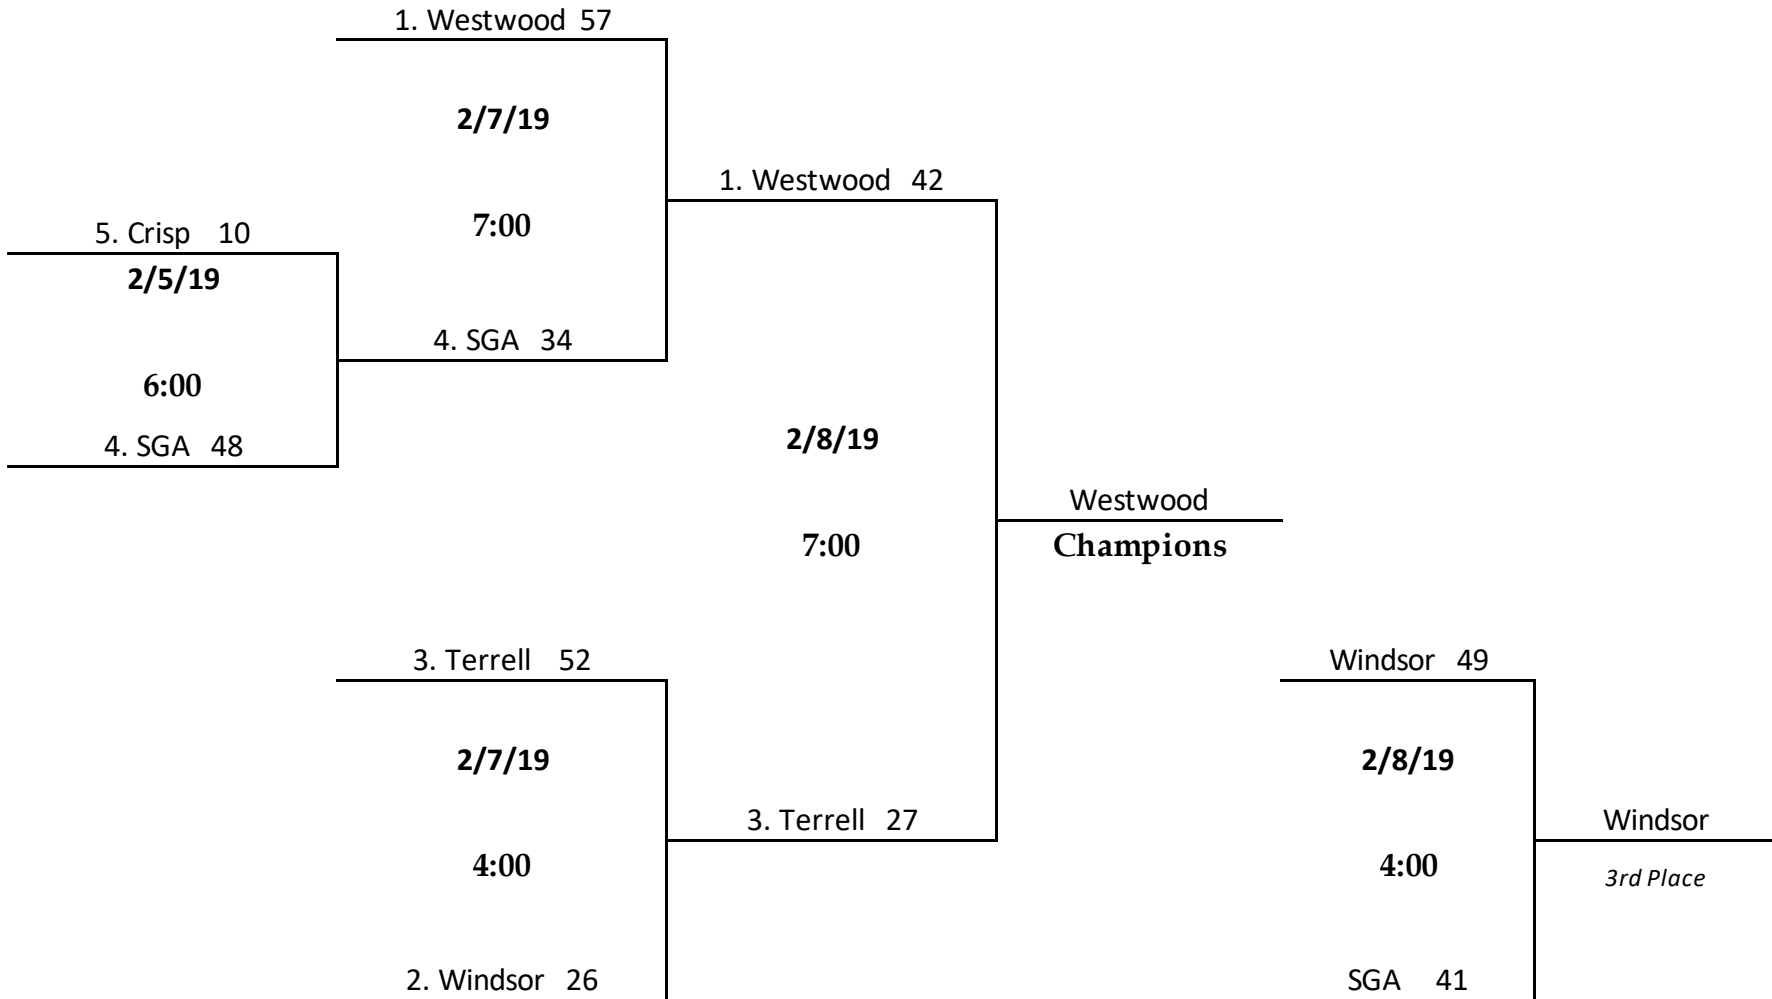 1. Westwood 57
2/7/19
1. Westwood 42
7:00
5. Crisp 10
2/5/19
4. SGA 34
6:00
4. SGA 48
2/8/19
Westwood
7:00
Champions
3. Terrell 52
Windsor 49
2/7/19
2/8/19
3. Terrell 27
Windsor
4:00
4:00
3rd Place
2. Windsor 26
SGA 41